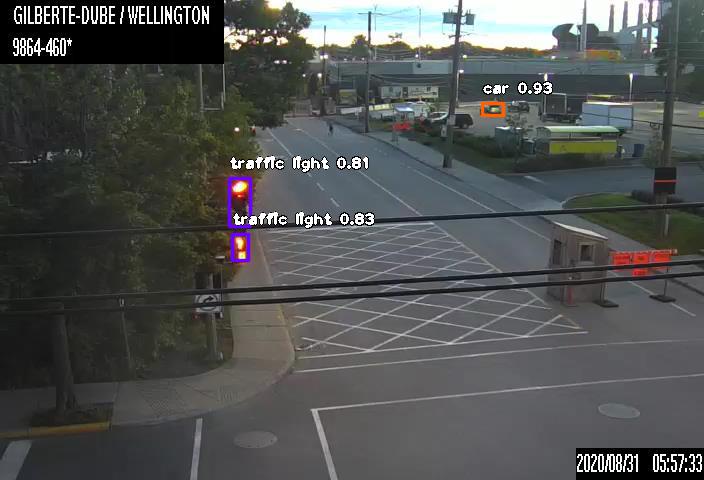 GILBERTE-DUBE / WELLINGTON
9864-460*
car 0.93
traffic light 0.81
traffic light 0.83
2020/08/31 05:57:33